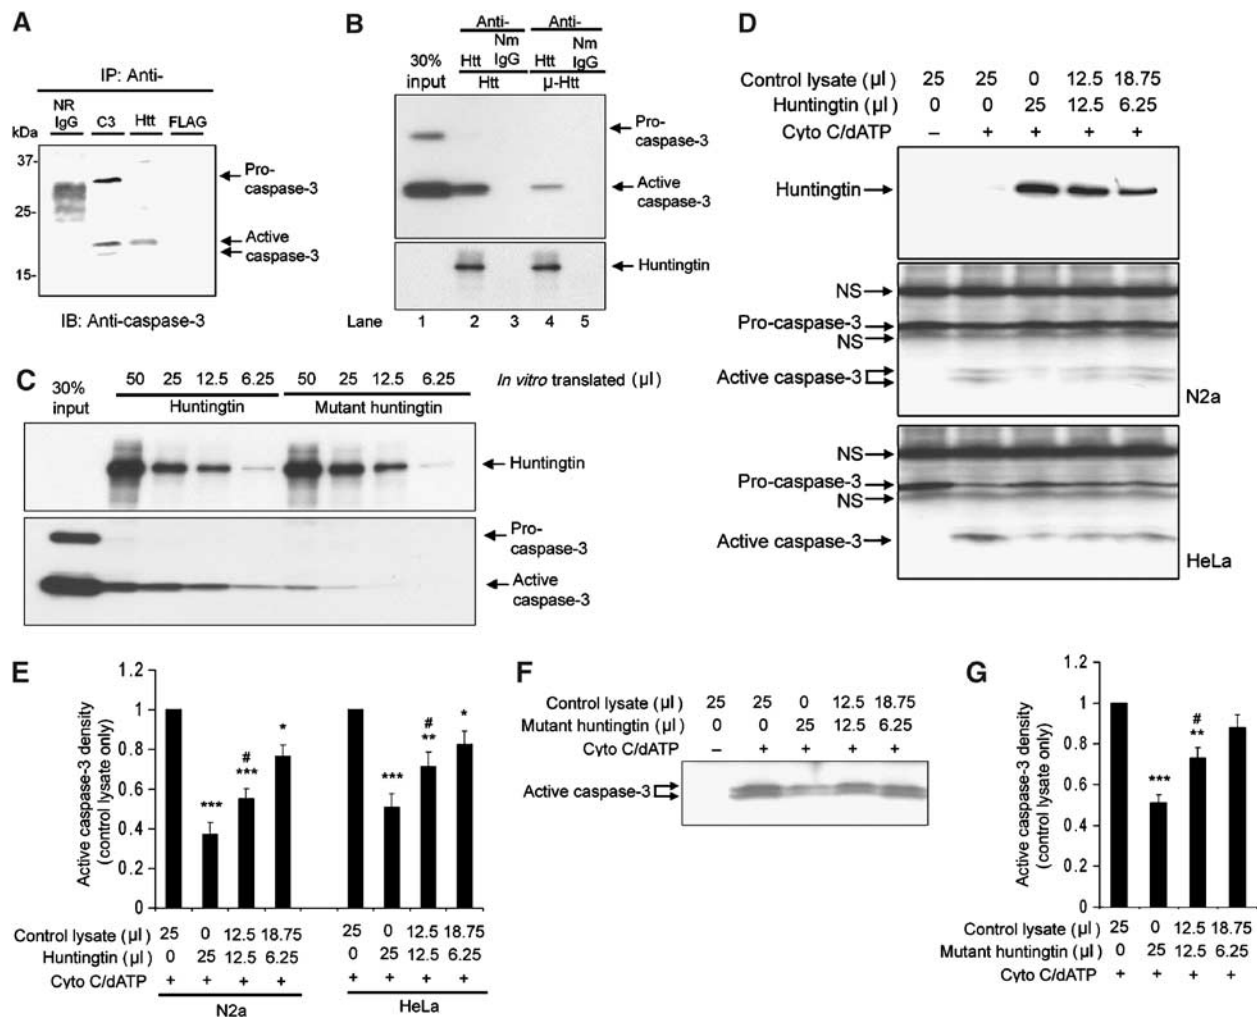 A
IP: Anti-
NR IgG C3 Htt FLAG
kDa
37-
25-
15-
Pro-caspase-3
Active caspase-3
IB: Anti-caspase-3
B
Anti- Anti-
30% input Htt Nm IgG Htt Nm IgG
Htt μ-Htt
Pro-caspase-3
Active caspase-3
Huntingtin
Lane 1 2 3 4 5
C
50 25 12.5 6.25 50 25 12.5 6.25 In vitro translated (μl)
30% input Huntingtin Mutant huntingtin
Huntingtin
Pro-caspase-3
Active caspase-3
D
Control lysate (μl) 25 25 0 12.5 18.75
Huntingtin (μl) 0 0 25 12.5 6.25
Cyto C/dATP – + + + +
Huntingtin
NS
Pro-caspase-3
NS
Active caspase-3
N2a
NS
Pro-caspase-3
NS
Active caspase-3
HeLa
E
Active caspase-3 density (control lysate only)
1.2
1
0.8
0.6
0.4
0.2
0
*** # *** * *** # ** *
Control lysate (μl) 25 0 12.5 18.75 25 0 12.5 18.75
Huntingtin (μl) 0 25 12.5 6.25 0 25 12.5 6.25
Cyto C/dATP + + + + + + + +
N2a HeLa
F
Control lysate (μl) 25 25 0 12.5 18.75
Mutant huntingtin (μl) 0 0 25 12.5 6.25
Cyto C/dATP – + + + +
Active caspase-3
G
Active caspase-3 density (control lysate only)
1.2
1
0.8
0.6
0.4
0.2
0
*** # **
Control lysate (μl) 25 0 12.5 18.75
Mutant huntingtin (μl) 0 25 12.5 6.25
Cyto C/dATP + + + +